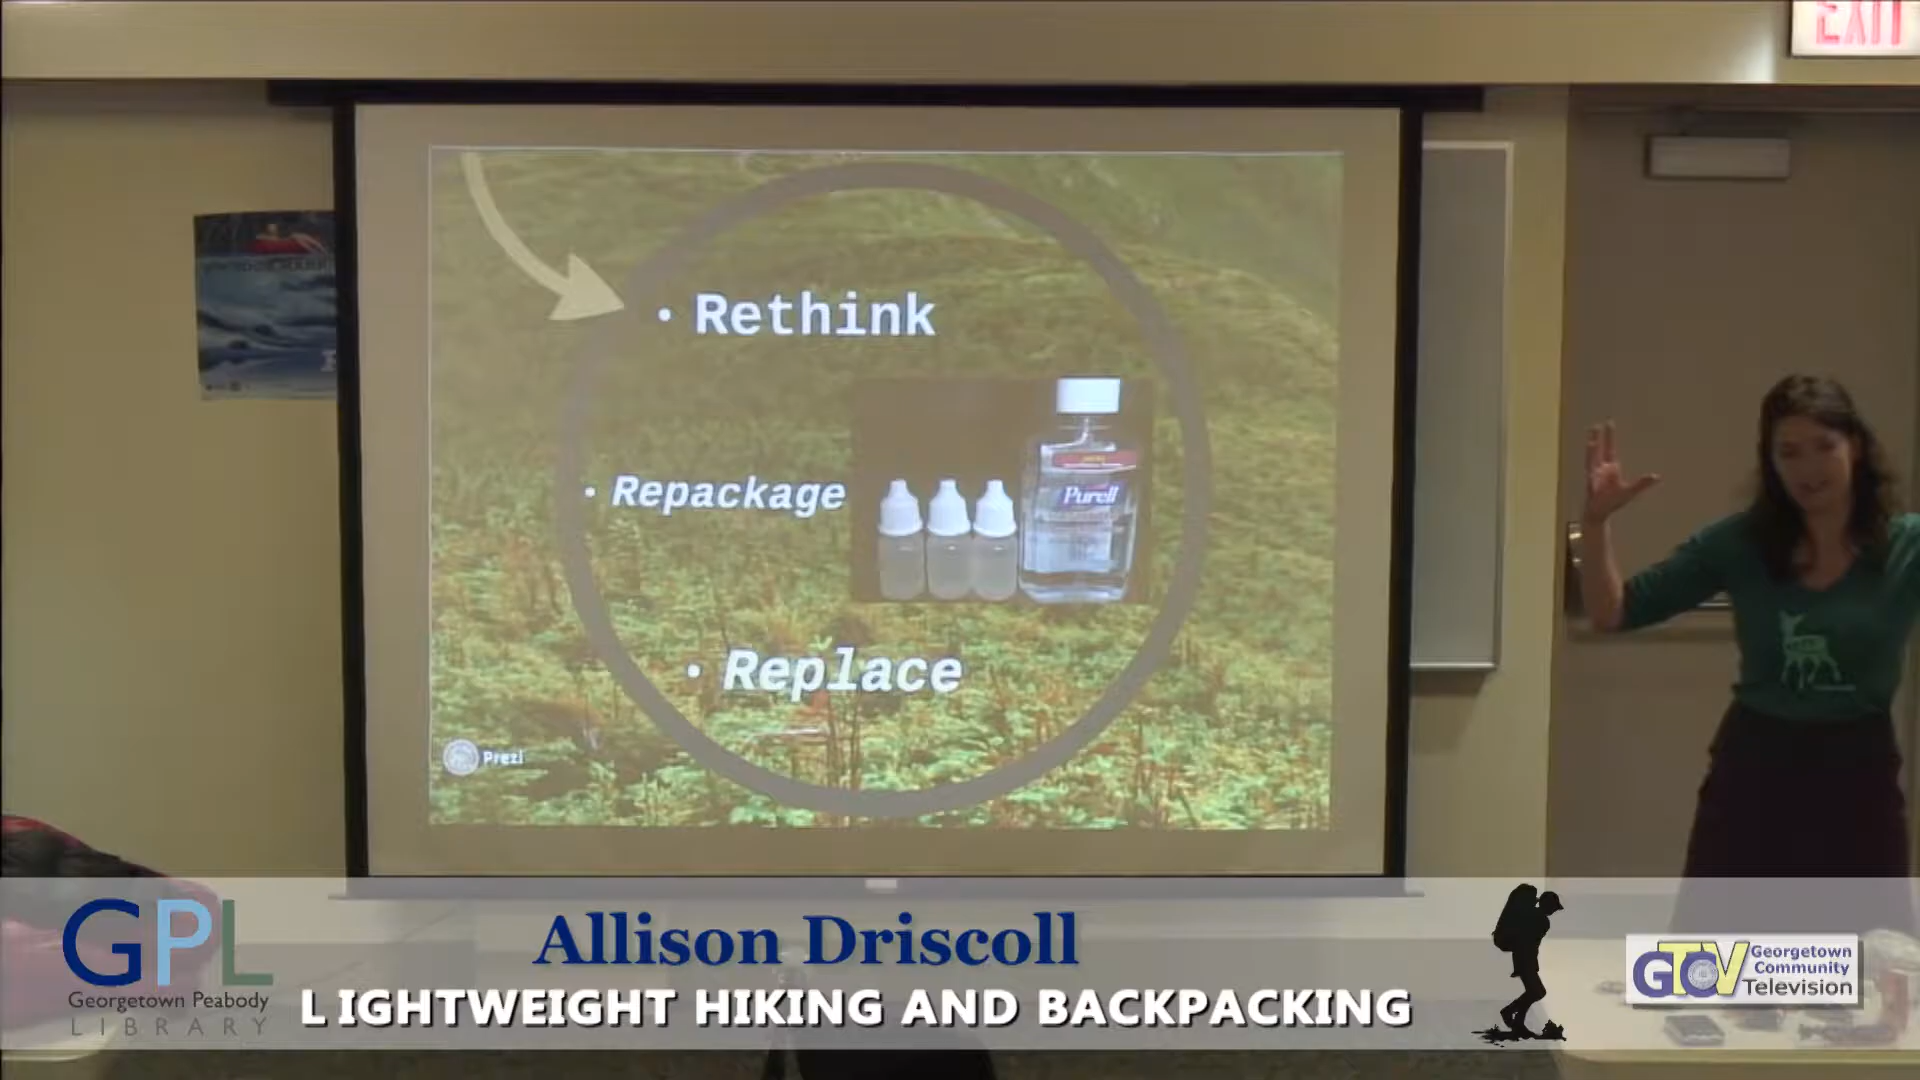 EXIT
• Rethink
• Repackage
Purell
• Replace
Prezi
GPL
Georgetown Peabody
LIBRARY
Allison Driscoll
LIGHTWEIGHT HIKING AND BACKPACKING
GCTV
Georgetown
Community
Television